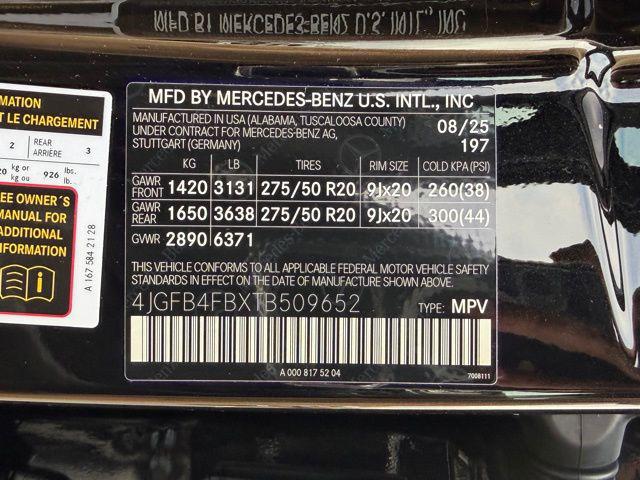 MFD BY MERCEDES-BENZ U.S. INTL., INC
MFD BY MERCEDES-BENZ U.S. INTL., INC
MANUFACTURED IN USA (ALABAMA, TUSCALOOSA COUNTY)
UNDER CONTRACT FOR MERCEDES-BENZ AG,
STUTTGART (GERMANY)
08/25
197
KG LB TIRES RIM SIZE COLD KPA (PSI)
GAWR FRONT 1420 3131 275/50 R20 9Jx20 260(38)
GAWR REAR 1650 3638 275/50 R20 9Jx20 300(44)
GVWR 2890 6371
THIS VEHICLE CONFORMS TO ALL APPLICABLE FEDERAL MOTOR VEHICLE SAFETY
STANDARDS IN EFFECT ON THE DATE OF MANUFACTURE SHOWN ABOVE.
4JGFB4FBXTB509652 TYPE: MPV
A 000 817 52 04
7008111
MATION
T LE CHARGEMENT
2 REAR ARRIÈRE 3
20 kg or kg ou 926 lbs. lb.
EE OWNER´S
MANUAL FOR
ADDITIONAL
INFORMATION
A 167 584 21 28